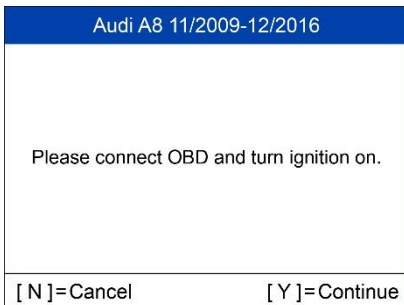 Audi A8 11/2009-12/2016
Please connect OBD and turn ignition on.
[ N ]=Cancel [ Y ]=Continue